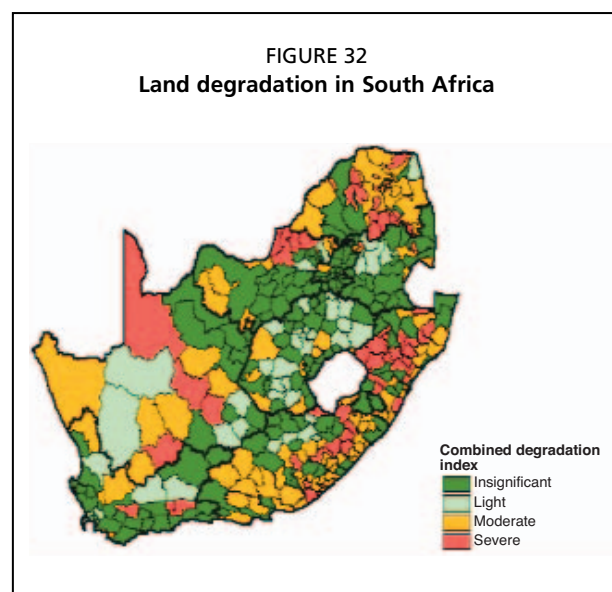 FIGURE 32
Land degradation in South Africa
Combined degradation
index
Insignificant
Light
Moderate
Severe